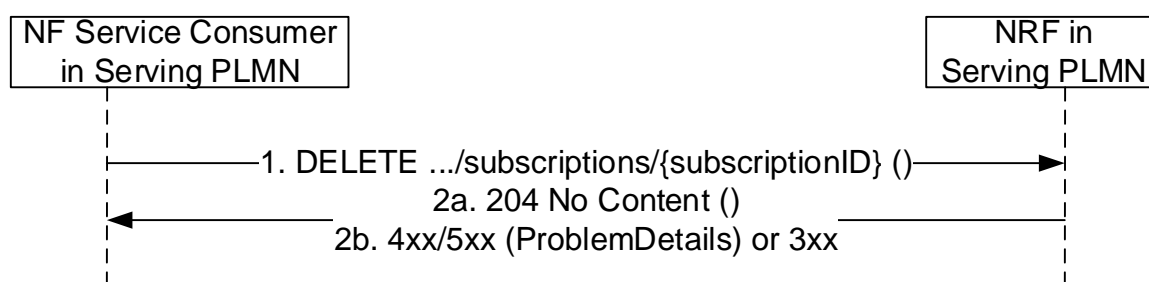 NF Service Consumer
in Serving PLMN
NRF in
Serving PLMN
1. DELETE .../subscriptions/{subscriptionID} ()
2a. 204 No Content ()
2b. 4xx/5xx (ProblemDetails) or 3xx